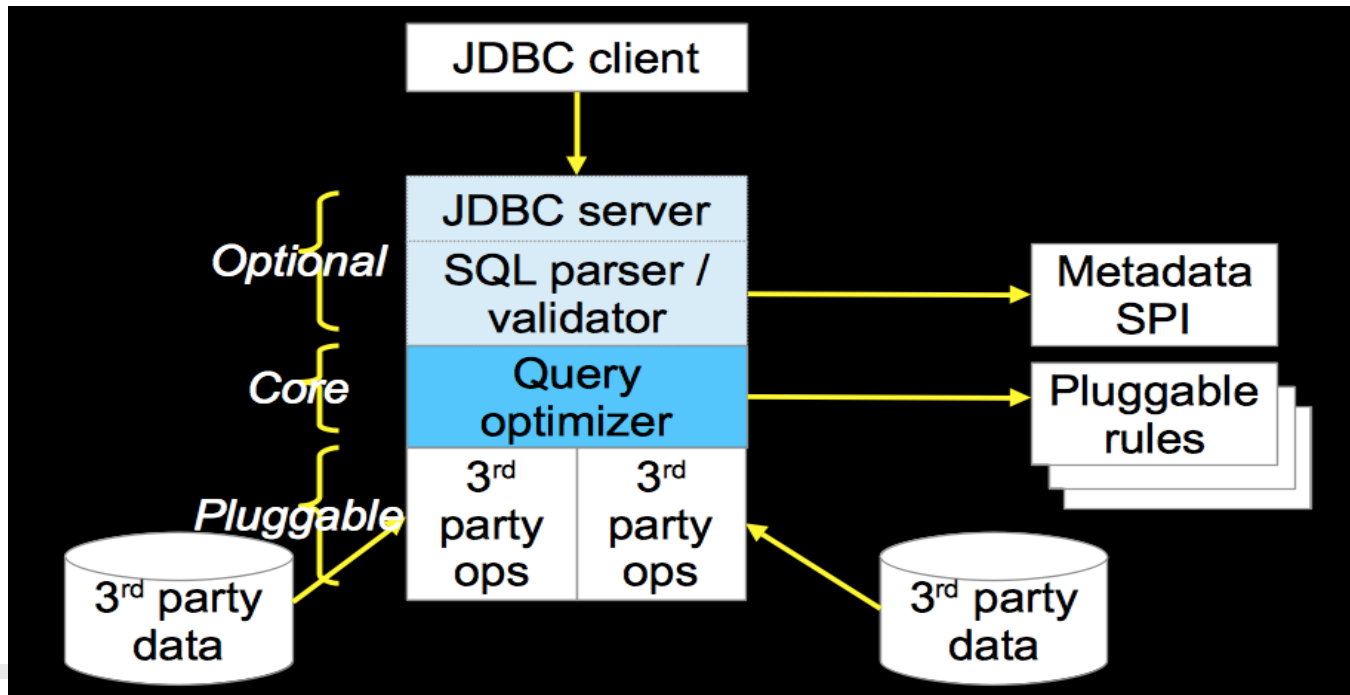 JDBC client
JDBC server
Optional
SQL parser /
validator
Metadata
SPI
Core
Query
optimizer
Pluggable
rules
Pluggable
3rd
party
ops
3rd
party
ops
3rd party
data
3rd party
data